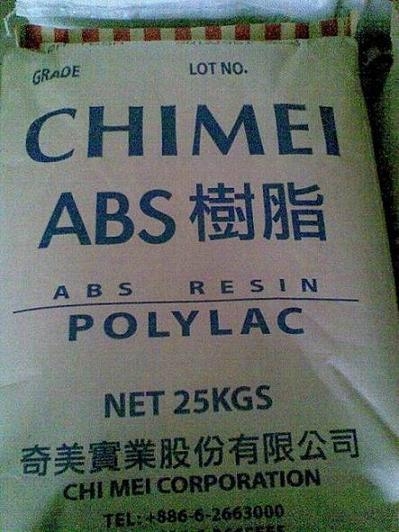 GRADE LOT NO.
CHIMEI
ABS 樹脂
ABS RESIN
POLYLAC
NET 25KGS
奇美實業股份有限公司
CHI MEI CORPORATION
TEL: +886-6-2663000